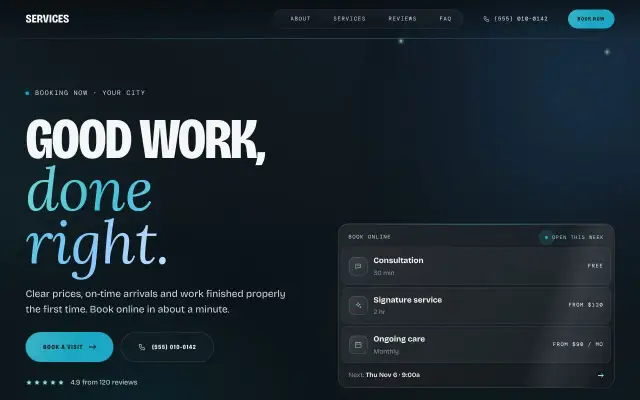 SERVICES
ABOUT SERVICES REVIEWS FAQ
(555) 010-0142
BOOK NOW
BOOKING NOW · YOUR CITY
GOOD WORK,
done
right.
Clear prices, on-time arrivals and work finished properly
the first time. Book online in about a minute.
BOOK A VISIT →
(555) 010-0142
★★★★★ 4.9 from 120 reviews
BOOK ONLINE
OPEN THIS WEEK
Consultation
30 min
FREE
Signature service
2 hr
FROM $110
Ongoing care
Monthly
FROM $90 / MO
Next: Thu Nov 6 · 9:00a →